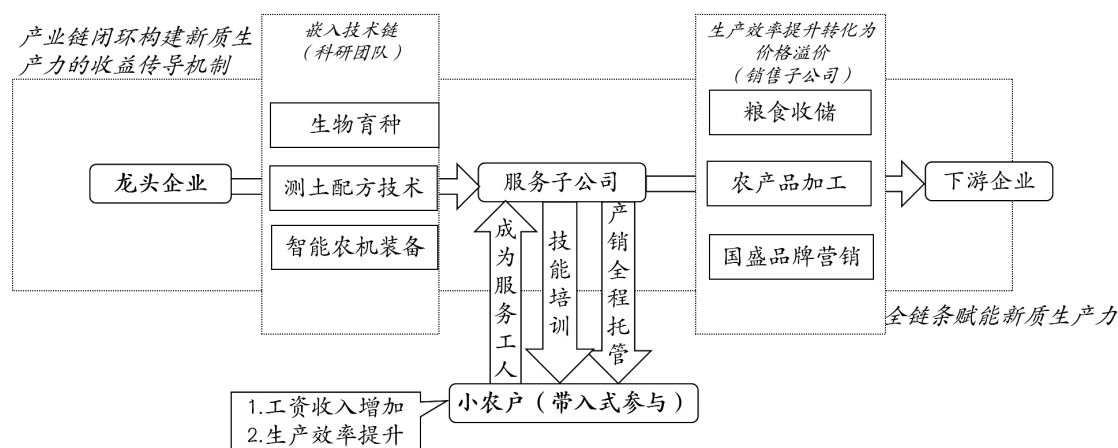 产业链闭环构建新质生
产力的收益传导机制
嵌入技术链
（科研团队）
生产效率提升转化为
价格溢价
（销售子公司）
生物育种
测土配方技术
智能农机装备
龙头企业
服务子公司
粮食收储
农产品加工
国盛品牌营销
下游企业
成为服务工人
技能培训
产销全程托管
全链条赋能新质生产力
小农户（带入式参与）
1.工资收入增加
2.生产效率提升